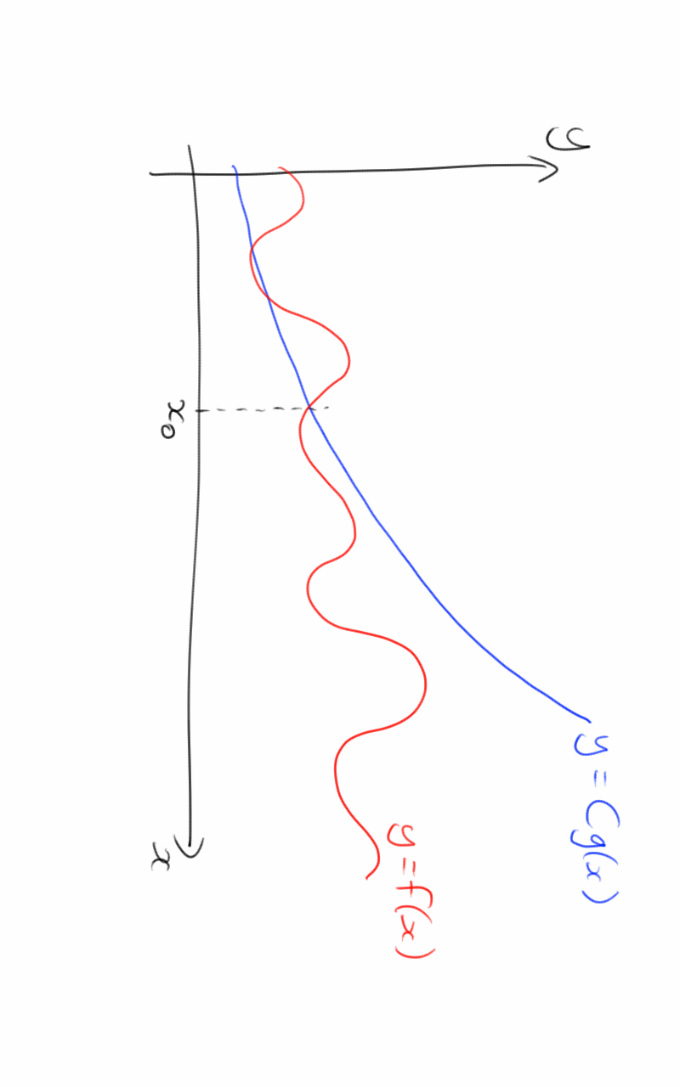 y
y = Cg(x)
y = f(x)
x₀
x